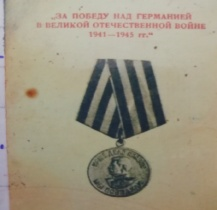 „ЗА ПОБЕДУ НАД ГЕРМАНИЕЙ
В ВЕЛИКОЙ ОТЕЧЕСТВЕННОЙ ВОЙНЕ
1941—1945 гг.“